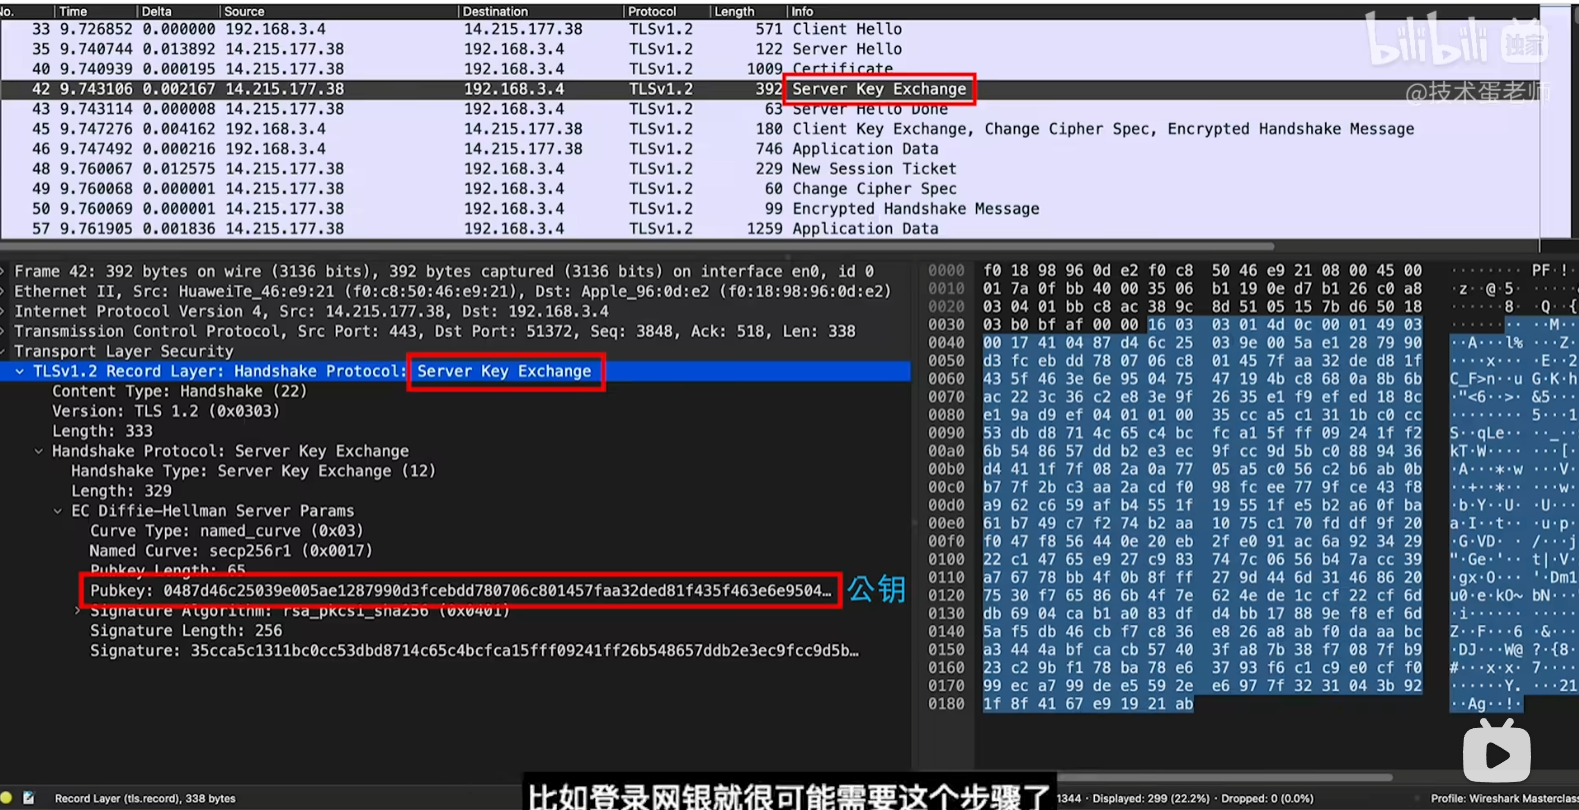 No. Time Delta Source Destination Protocol Length Info
33 9.726852 0.000000 192.168.3.4 14.215.177.38 TLSv1.2 571 Client Hello
35 9.740744 0.013892 14.215.177.38 192.168.3.4 TLSv1.2 122 Server Hello
40 9.740939 0.000195 14.215.177.38 192.168.3.4 TLSv1.2 1009 Certificate
42 9.743106 0.002167 14.215.177.38 192.168.3.4 TLSv1.2 392 Server Key Exchange
43 9.743114 0.000008 14.215.177.38 192.168.3.4 TLSv1.2 63 Server Hello Done
45 9.747276 0.004162 192.168.3.4 14.215.177.38 TLSv1.2 180 Client Key Exchange, Change Cipher Spec, Encrypted Handshake Message
46 9.747492 0.000216 192.168.3.4 14.215.177.38 TLSv1.2 746 Application Data
48 9.760067 0.012575 14.215.177.38 192.168.3.4 TLSv1.2 229 New Session Ticket
49 9.760068 0.000001 14.215.177.38 192.168.3.4 TLSv1.2 60 Change Cipher Spec
50 9.760069 0.000001 14.215.177.38 192.168.3.4 TLSv1.2 99 Encrypted Handshake Message
57 9.761905 0.001836 14.215.177.38 192.168.3.4 TLSv1.2 1259 Application Data
bilibili 独家
@技术蛋老师
Frame 42: 392 bytes on wire (3136 bits), 392 bytes captured (3136 bits) on interface en0, id 0
Ethernet II, Src: HuaweiTe_46:e9:21 (f0:c8:50:46:e9:21), Dst: Apple_96:0d:e2 (f0:18:98:96:0d:e2)
Internet Protocol Version 4, Src: 14.215.177.38, Dst: 192.168.3.4
Transmission Control Protocol, Src Port: 443, Dst Port: 51372, Seq: 3848, Ack: 518, Len: 338
Transport Layer Security
TLSv1.2 Record Layer: Handshake Protocol: Server Key Exchange
Content Type: Handshake (22)
Version: TLS 1.2 (0x0303)
Length: 333
Handshake Protocol: Server Key Exchange
Handshake Type: Server Key Exchange (12)
Length: 329
EC Diffie-Hellman Server Params
Curve Type: named_curve (0x03)
Named Curve: secp256r1 (0x0017)
Pubkey Length: 65
Pubkey: 0487d46c25039e005ae1287990d3fcebdd780706c801457faa32ded81f435f463e6e9504…
公钥
Signature Algorithm: rsa_pkcs1_sha256 (0x0401)
Signature Length: 256
Signature: 35cca5c1311bc0cc53dbd8714c65c4bcfca15fff09241ff26b548657ddb2e3ec9fcc9d5b…
0000 f0 18 98 96 0d e2 f0 c8 50 46 e9 21 08 00 45 00
0010 01 7a 0f bb 40 00 35 06 b1 19 0e d7 b1 26 c0 a8
0020 03 04 01 bb c8 ac 38 9c 8d 51 05 15 7b d6 50 18
0030 03 b0 bf af 00 00 16 03 03 01 4d 0c 00 01 49 03
0040 00 17 41 04 87 d4 6c 25 03 9e 00 5a e1 28 79 90
0050 d3 fc eb dd 78 07 06 c8 01 45 7f aa 32 de d8 1f
0060 43 5f 46 3e 6e 95 04 75 47 19 4b c8 68 0a 8b 6b
0070 ac 22 3c 36 c2 e8 3e 9f 26 35 e1 f9 ef ed 18 8c
0080 e1 9a d9 ef 04 01 01 00 35 cc a5 c1 31 1b c0 cc
0090 53 db d8 71 4c 65 c4 bc fc a1 5f ff 09 24 1f f2
00a0 6b 54 86 57 dd b2 e3 ec 9f cc 9d 5b c0 88 94 36
00b0 d4 41 1f 7f 08 2a 0a 77 05 a5 c0 56 c2 b6 ab 0b
00c0 b7 7f 2b c3 aa 2a cd f0 98 fc ee 77 9f ce 43 f8
00d0 a9 62 c6 59 af b4 55 1f 19 55 1f e5 b2 a6 0f ba
00e0 61 b7 49 c7 f2 74 b2 aa 10 75 c1 70 fd df 9f 20
00f0 f0 47 f8 56 44 0e 20 eb 2f e0 91 ac 6a 92 34 29
0100 22 c1 47 65 e9 27 c9 83 74 7c 06 56 b4 7a cc 39
0110 a7 67 78 bb 4f 0b 8f ff 27 9d 44 6d 31 46 86 20
0120 75 30 f7 65 86 6b 4f 7e 62 4e de 1c cf 22 cf 6d
0130 db 69 04 ca b1 a0 83 df d4 bb 17 88 9e f8 ef 6d
0140 5a f5 db 46 cb f7 c8 36 e8 26 a8 ab f0 da aa bc
0150 a3 44 4a bf ca cb 57 40 3f a8 7b 38 f7 08 7f b9
0160 23 c2 9b f1 78 ba 78 e6 37 93 f6 c1 c9 e0 cf f0
0170 99 ec a7 99 de e5 59 2e e6 97 7f 32 31 04 3b 92
0180 1f 8f 41 67 e9 19 21 ab
比如登录网银就很可能需要这个步骤了
Record Layer (tls.record), 338 bytes
1344 · Displayed: 299 (22.2%) · Dropped: 0 (0.0%)
Profile: Wireshark Masterclass